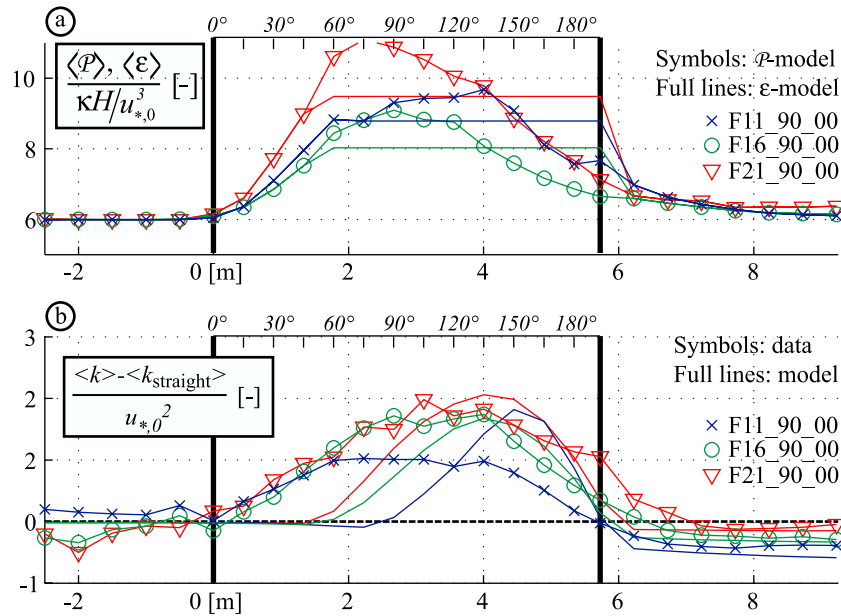 a
0° 30° 60° 90° 120° 150° 180°
⟨P⟩, ⟨ε⟩
κH/u³*,0 [-]
Symbols: P-model
Full lines: ε-model
F11_90_00
F16_90_00
F21_90_00
10
8
6
-2 0 [m] 2 4 6 8
b
0° 30° 60° 90° 120° 150° 180°
<k>-<kstraight>
u*,0² [-]
Symbols: data
Full lines: model
F11_90_00
F16_90_00
F21_90_00
3
2
2
0
-1
-2 0 [m] 2 4 6 8